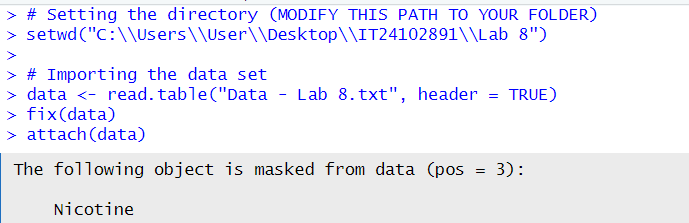 > # Setting the directory (MODIFY THIS PATH TO YOUR FOLDER)
> setwd("C:\\Users\\User\\Desktop\\IT24102891\\Lab 8")
>
> # Importing the data set
> data <- read.table("Data - Lab 8.txt", header = TRUE)
> fix(data)
> attach(data)
The following object is masked from data (pos = 3):
Nicotine